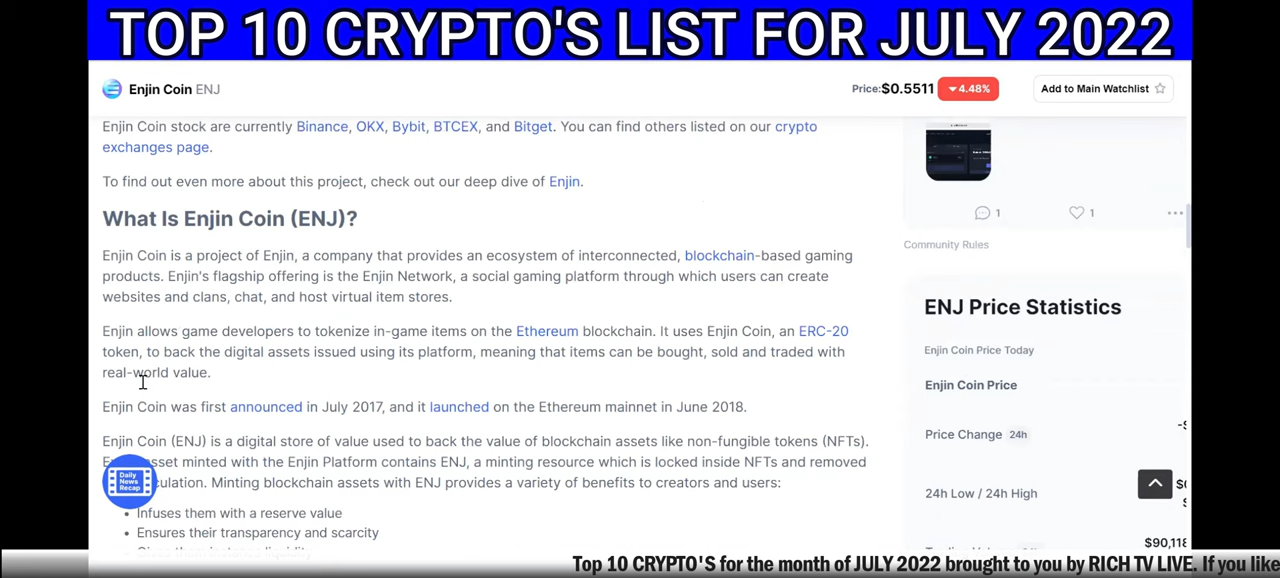 TOP 10 CRYPTO'S LIST FOR JULY 2022
Enjin Coin ENJ
Price:$0.5511 4.48% Add to Main Watchlist
Enjin Coin stock are currently Binance, OKX, Bybit, BTCEX, and Bitget. You can find others listed on our crypto
exchanges page.
To find out even more about this project, check out our deep dive of Enjin.
What Is Enjin Coin (ENJ)?
Enjin Coin is a project of Enjin, a company that provides an ecosystem of interconnected, blockchain-based gaming
products. Enjin's flagship offering is the Enjin Network, a social gaming platform through which users can create
websites and clans, chat, and host virtual item stores.
Enjin allows game developers to tokenize in-game items on the Ethereum blockchain. It uses Enjin Coin, an ERC-20
token, to back the digital assets issued using its platform, meaning that items can be bought, sold and traded with
real-world value.
Enjin Coin was first announced in July 2017, and it launched on the Ethereum mainnet in June 2018.
Enjin Coin (ENJ) is a digital store of value used to back the value of blockchain assets like non-fungible tokens (NFTs).
asset minted with the Enjin Platform contains ENJ, a minting resource which is locked inside NFTs and removed
Minting blockchain assets with ENJ provides a variety of benefits to creators and users:
• Infuses them with a reserve value
• Ensures their transparency and scarcity
Daily
News
Recap
1 1
Community Rules
ENJ Price Statistics
Enjin Coin Price Today
Enjin Coin Price
Price Change 24h
24h Low / 24h High
$90,118
Top 10 CRYPTO'S for the month of JULY 2022 brought to you by RICH TV LIVE. If you like